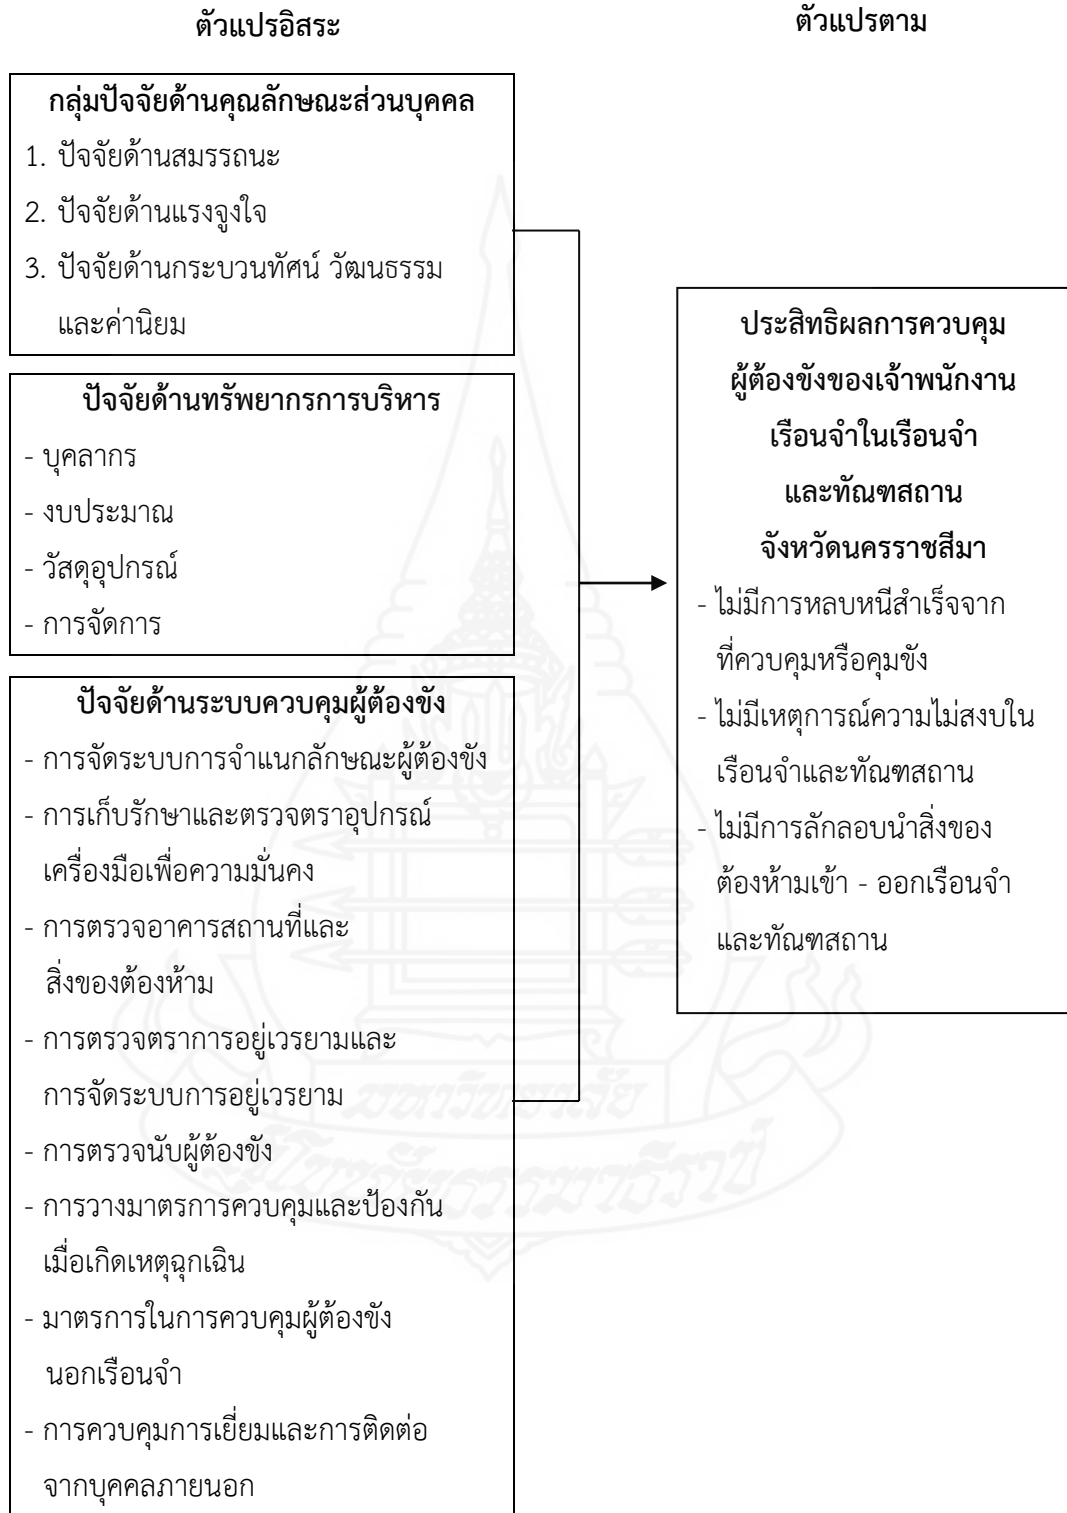 ตัวแปรอิสระ
ตัวแปรตาม
กลุ่มปัจจัยด้านคุณลักษณะส่วนบุคคล
1. ปัจจัยด้านสมรรถนะ
2. ปัจจัยด้านแรงจูงใจ
3. ปัจจัยด้านกระบวนทัศน์ วัฒนธรรม
และค่านิยม
ปัจจัยด้านทรัพยากรการบริหาร
- บุคลากร
- งบประมาณ
- วัสดุอุปกรณ์
- การจัดการ
ปัจจัยด้านระบบควบคุมผู้ต้องขัง
- การจัดระบบการจำแนกลักษณะผู้ต้องขัง
- การเก็บรักษาและตรวจตราอุปกรณ์
เครื่องมือเพื่อความมั่นคง
- การตรวจอาคารสถานที่และ
สิ่งของต้องห้าม
- การตรวจตราการอยู่เวรยามและ
การจัดระบบการอยู่เวรยาม
- การตรวจนับผู้ต้องขัง
- การวางมาตรการควบคุมและป้องกัน
เมื่อเกิดเหตุฉุกเฉิน
- มาตรการในการควบคุมผู้ต้องขัง
นอกเรือนจำ
- การควบคุมการเยี่ยมและการติดต่อ
จากบุคคลภายนอก
ประสิทธิผลการควบคุม
ผู้ต้องขังของเจ้าพนักงาน
เรือนจำในเรือนจำ
และทัณฑสถาน
จังหวัดนครราชสีมา
- ไม่มีการหลบหนีสำเร็จจาก
ที่ควบคุมหรือคุมขัง
- ไม่มีเหตุการณ์ความไม่สงบใน
เรือนจำและทัณฑสถาน
- ไม่มีการลักลอบนำสิ่งของ
ต้องห้ามเข้า - ออกเรือนจำ
และทัณฑสถาน
มหาวิทยาลัย
สุโขทัยธรรมาธิราช